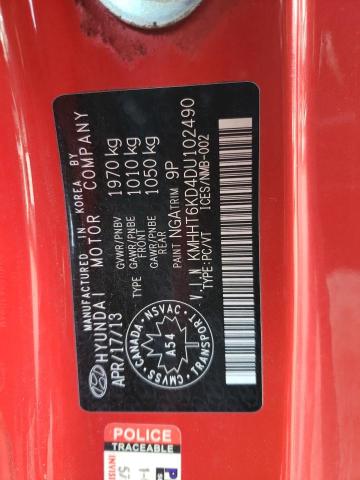 MANUFACTURED IN KOREA BY
HYUNDAI MOTOR COMPANY
APR/17/13
GVWR/PNBV 1970 kg
TYPE GAWR/PNBE FRONT 1010 kg
GAWR/PNBE REAR 1050 kg
PAINT NGA TRIM 9P
V.I.N KMHHT6KD4DU102490
TYPE-PC/VT ICES/NMB-002
CANADA NSVAC
TRANSPORT CMVSS
A54
POLICE
TRACEABLE